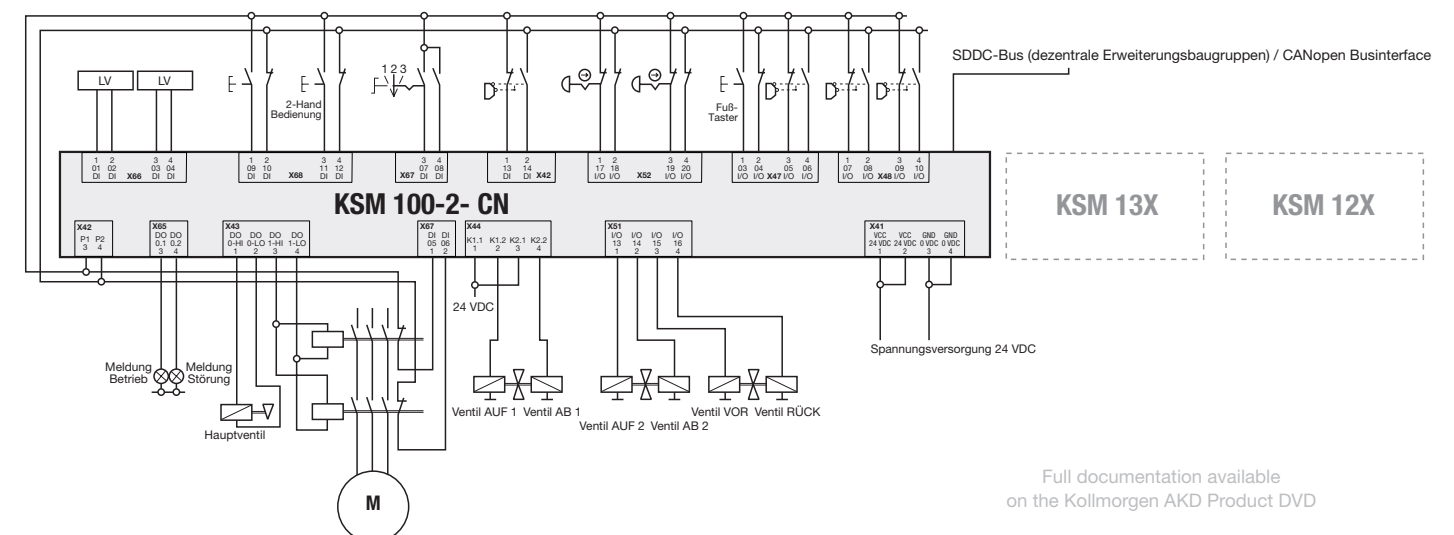 SDDC-Bus (dezentrale Erweiterungsbaugruppen) / CANopen Businterface
LV LV
1 2 3
2-Hand
Bedienung
Fuß-
Taster
1 2 3 4 1 2 3 4 3 4 1 2 1 2 3 4 1 2 3 4 1 2 3 4
01 02 03 04 09 10 11 12 07 08 13 14 17 18 19 20 03 04 05 06 07 08 09 10
DI DI X66 DI DI DI DI X68 DI DI X67 DI DI DI DI X42 I/O I/O X52 I/O I/O I/O I/O X47 I/O I/O I/O I/O X48 I/O I/O
KSM 100-2- CN
KSM 13X
KSM 12X
X42
P1 P2
3 4
X65
DO DO
0.1 0.2
3 4
X43
DO DO DO DO
0-HI 0-LO 1-HI 1-LO
1 2 3 4
X67
DI DI
05 06
1 2
X44
K1.1 K1.2 K2.1 K2.2
1 2 3 4
X51
I/O I/O I/O I/O
13 14 15 16
1 2 3 4
X41
VCC VCC GND GND
24 VDC 24 VDC 0 VDC 0 VDC
1 2 3 4
24 VDC
Spannungsversorgung 24 VDC
Meldung
Betrieb
Meldung
Störung
Hauptventil
Ventil AUF 1 Ventil AB 1
Ventil AUF 2 Ventil AB 2
Ventil VOR Ventil RÜCK
M
Full documentation available
on the Kollmorgen AKD Product DVD